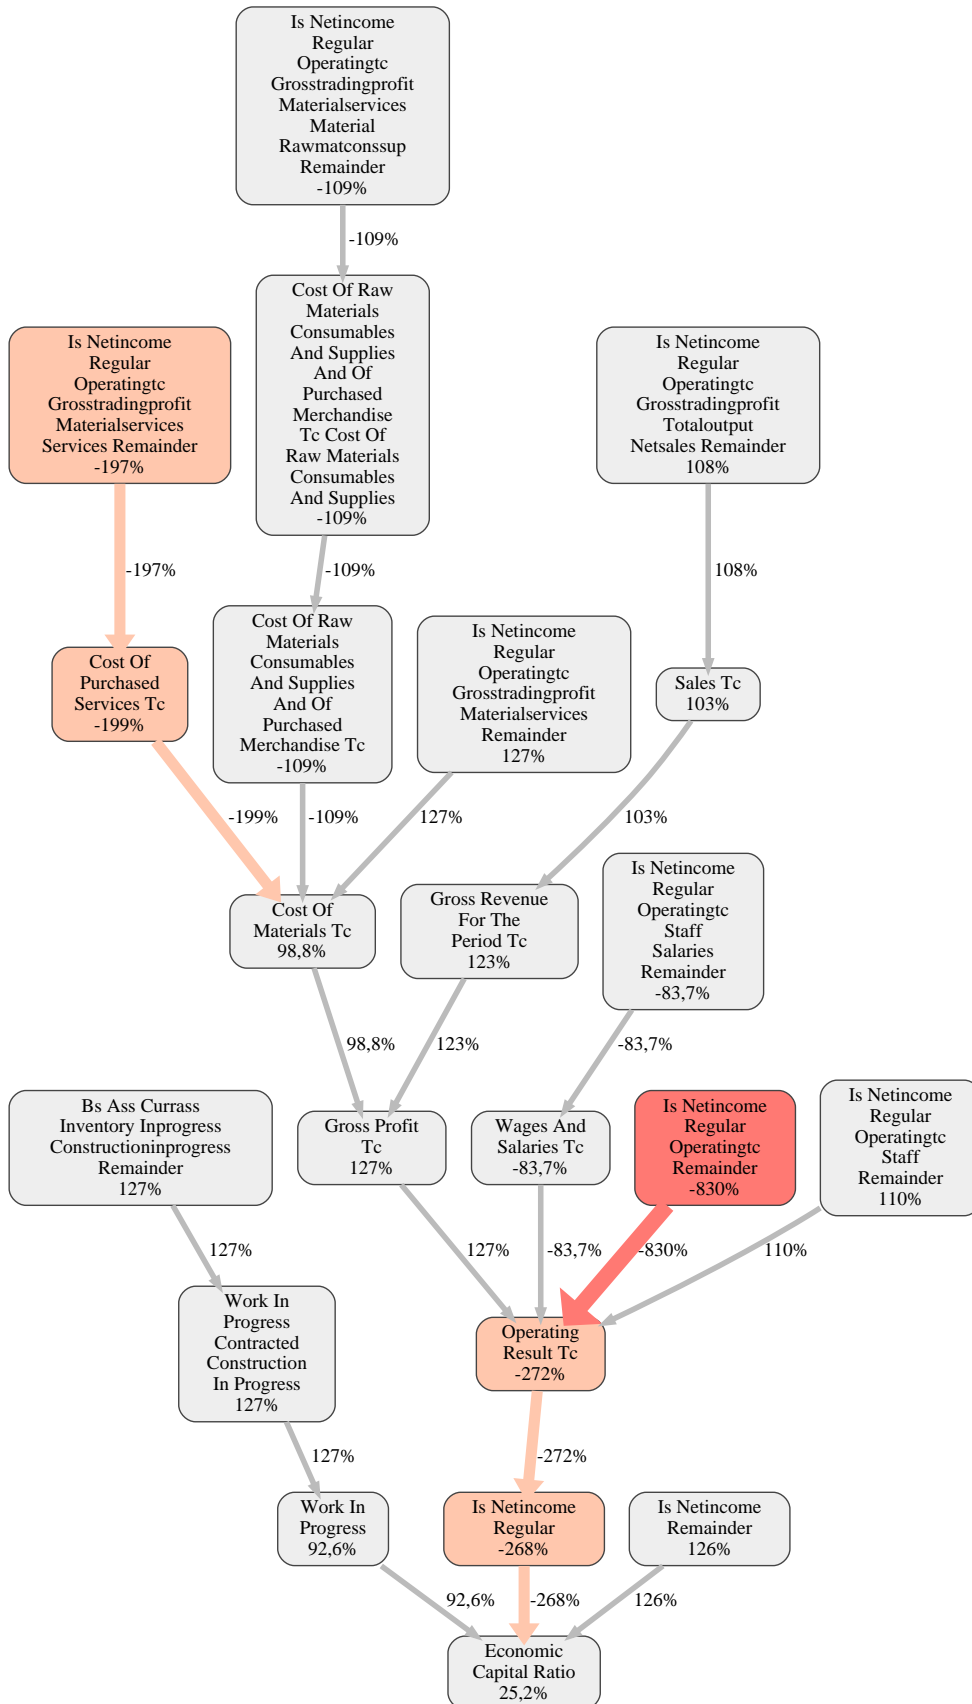 Is Netincome
Regular
Operatingtc
Grosstradingprofit
Materialservices
Material
Rawmatconssup
Remainder
-109%
-109%
Cost Of Raw
Materials
Consumables
And Supplies
And Of
Purchased
Merchandise
Tc Cost Of
Raw Materials
Consumables
And Supplies
-109%
Is Netincome
Regular
Operatingtc
Grosstradingprofit
Materialservices
Services Remainder
-197%
Is Netincome
Regular
Operatingtc
Grosstradingprofit
Totaloutput
Netsales Remainder
108%
-197%
-109%
108%
Cost Of
Purchased
Services Tc
-199%
Cost Of Raw
Materials
Consumables
And Supplies
And Of
Purchased
Merchandise Tc
-109%
Is Netincome
Regular
Operatingtc
Grosstradingprofit
Materialservices
Remainder
127%
Sales Tc
103%
-199%
-109%
127%
103%
Cost Of
Materials Tc
98,8%
Gross Revenue
For The
Period Tc
123%
Is Netincome
Regular
Operatingtc
Staff
Salaries
Remainder
-83,7%
98,8%
123%
-83,7%
Bs Ass Currass
Inventory Inprogress
Constructioninprogress
Remainder
127%
Gross Profit
Tc
127%
Wages And
Salaries Tc
-83,7%
Is Netincome
Regular
Operatingtc
Remainder
-830%
Is Netincome
Regular
Operatingtc
Staff
Remainder
110%
127%
127%
-83,7%
-830%
110%
Work In
Progress
Contracted
Construction
In Progress
127%
Operating
Result Tc
-272%
127%
-272%
Work In
Progress
92,6%
Is Netincome
Regular
-268%
Is Netincome
Remainder
126%
92,6%
-268%
126%
Economic
Capital Ratio
25,2%